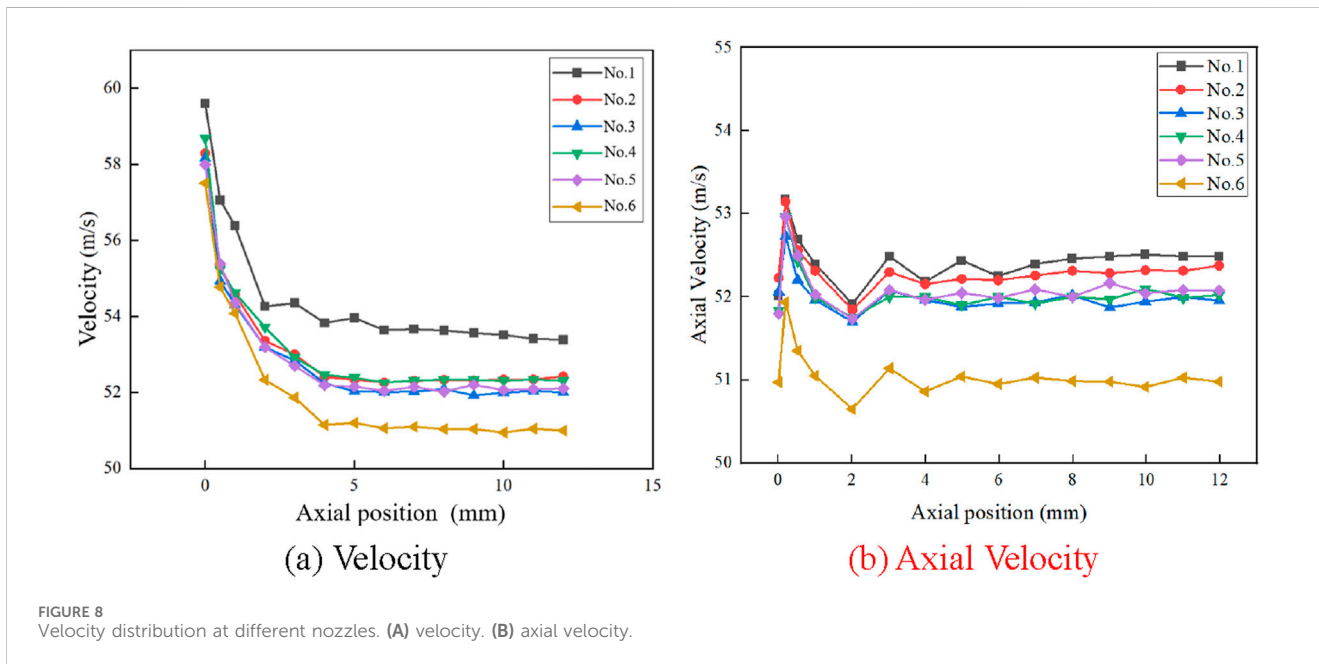 60
58
56
54
52
50
Velocity (m/s)
No.1
No.2
No.3
No.4
No.5
No.6
0
5
10
15
Axial position (mm)
(a) Velocity
55
54
53
52
51
50
Axial Velocity (m/s)
No.1
No.2
No.3
No.4
No.5
No.6
0
2
4
6
8
10
12
Axial position (mm)
(b) Axial Velocity
FIGURE 8
Velocity distribution at different nozzles. (A) velocity. (B) axial velocity.